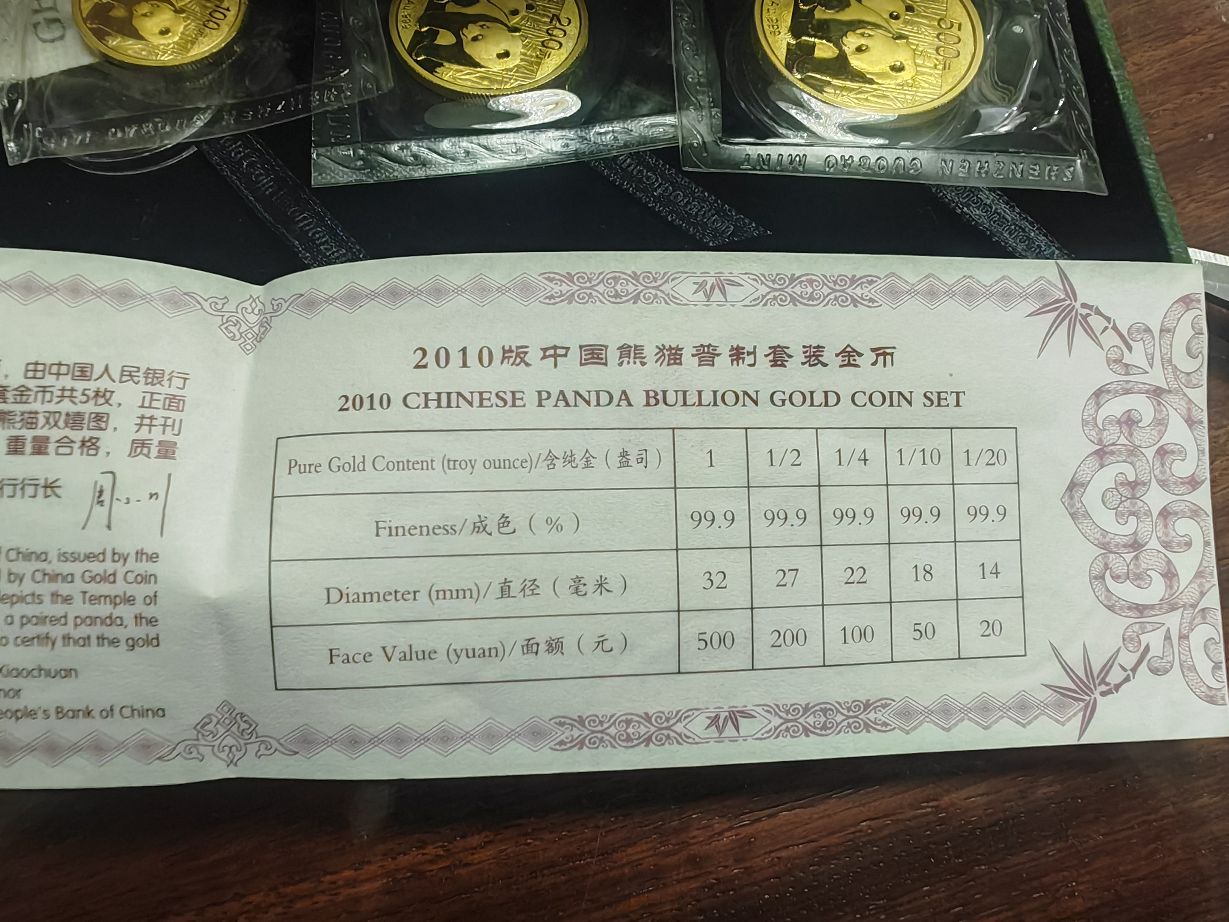 100
200
500
SHENZHEN GUOBAO MINT
，由中国人民银行
套金币共5枚，正面
熊猫双嬉图，并刊
重量合格，质量
行行长
China, issued by the
by China Gold Coin
depicts the Temple of
a paired panda, the
to certify that the gold
Xiaochuan
People's Bank of China
2010版中国熊猫普制套装金币
2010 CHINESE PANDA BULLION GOLD COIN SET
Pure Gold Content (troy ounce)/含纯金（盎司） 1 1/2 1/4 1/10 1/20
Fineness/成色（%） 99.9 99.9 99.9 99.9 99.9
Diameter (mm)/直径（毫米） 32 27 22 18 14
Face Value (yuan)/面额（元） 500 200 100 50 20